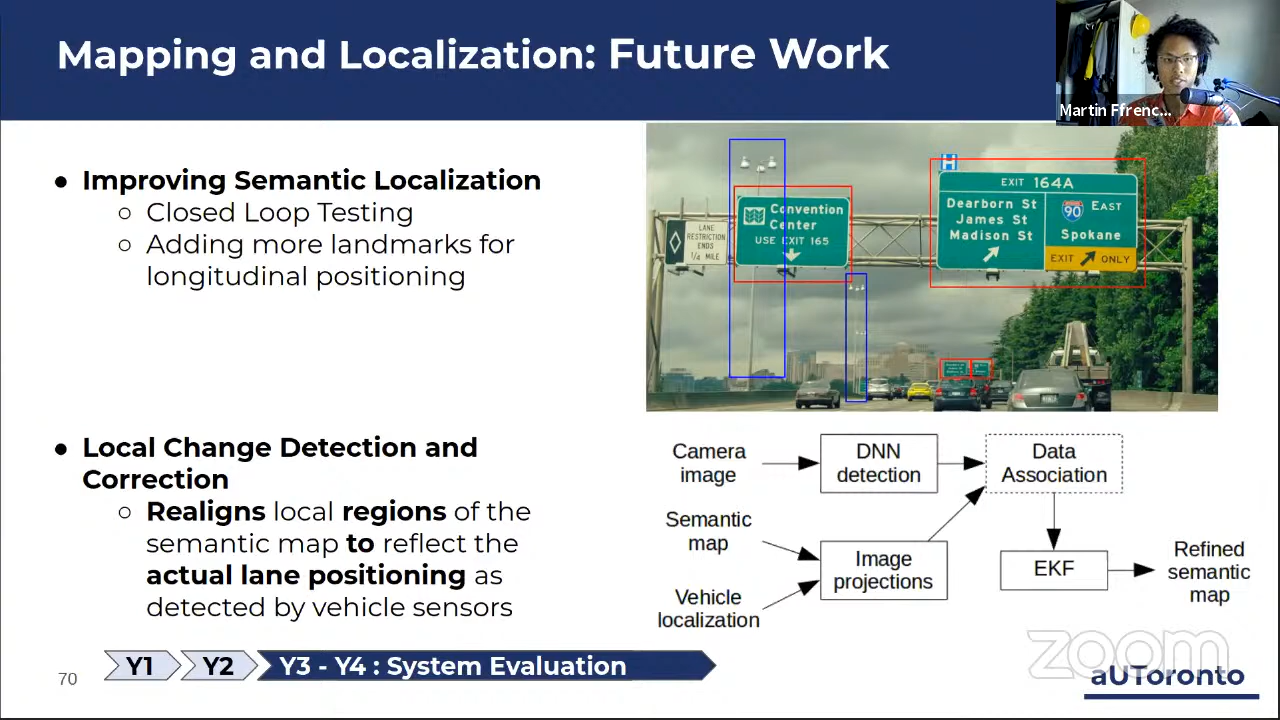 Mapping and Localization: Future Work
Martin Ffrenc...
● Improving Semantic Localization
○ Closed Loop Testing
○ Adding more landmarks for
longitudinal positioning
● Local Change Detection and
Correction
○ Realigns local regions of the
semantic map to reflect the
actual lane positioning as
detected by vehicle sensors
LANE
RESTRICTION
ENDS
1/4 MILE
Convention
Center
USE EXIT 165
H
EXIT 164A
Dearborn St
James St
Madison St
90 EAST
Spokane
EXIT ONLY
Camera
image
DNN
detection
Data
Association
Semantic
map
Vehicle
localization
Image
projections
EKF
Refined
semantic
map
70
Y1
Y2
Y3 - Y4 : System Evaluation
zoom
aUToronto